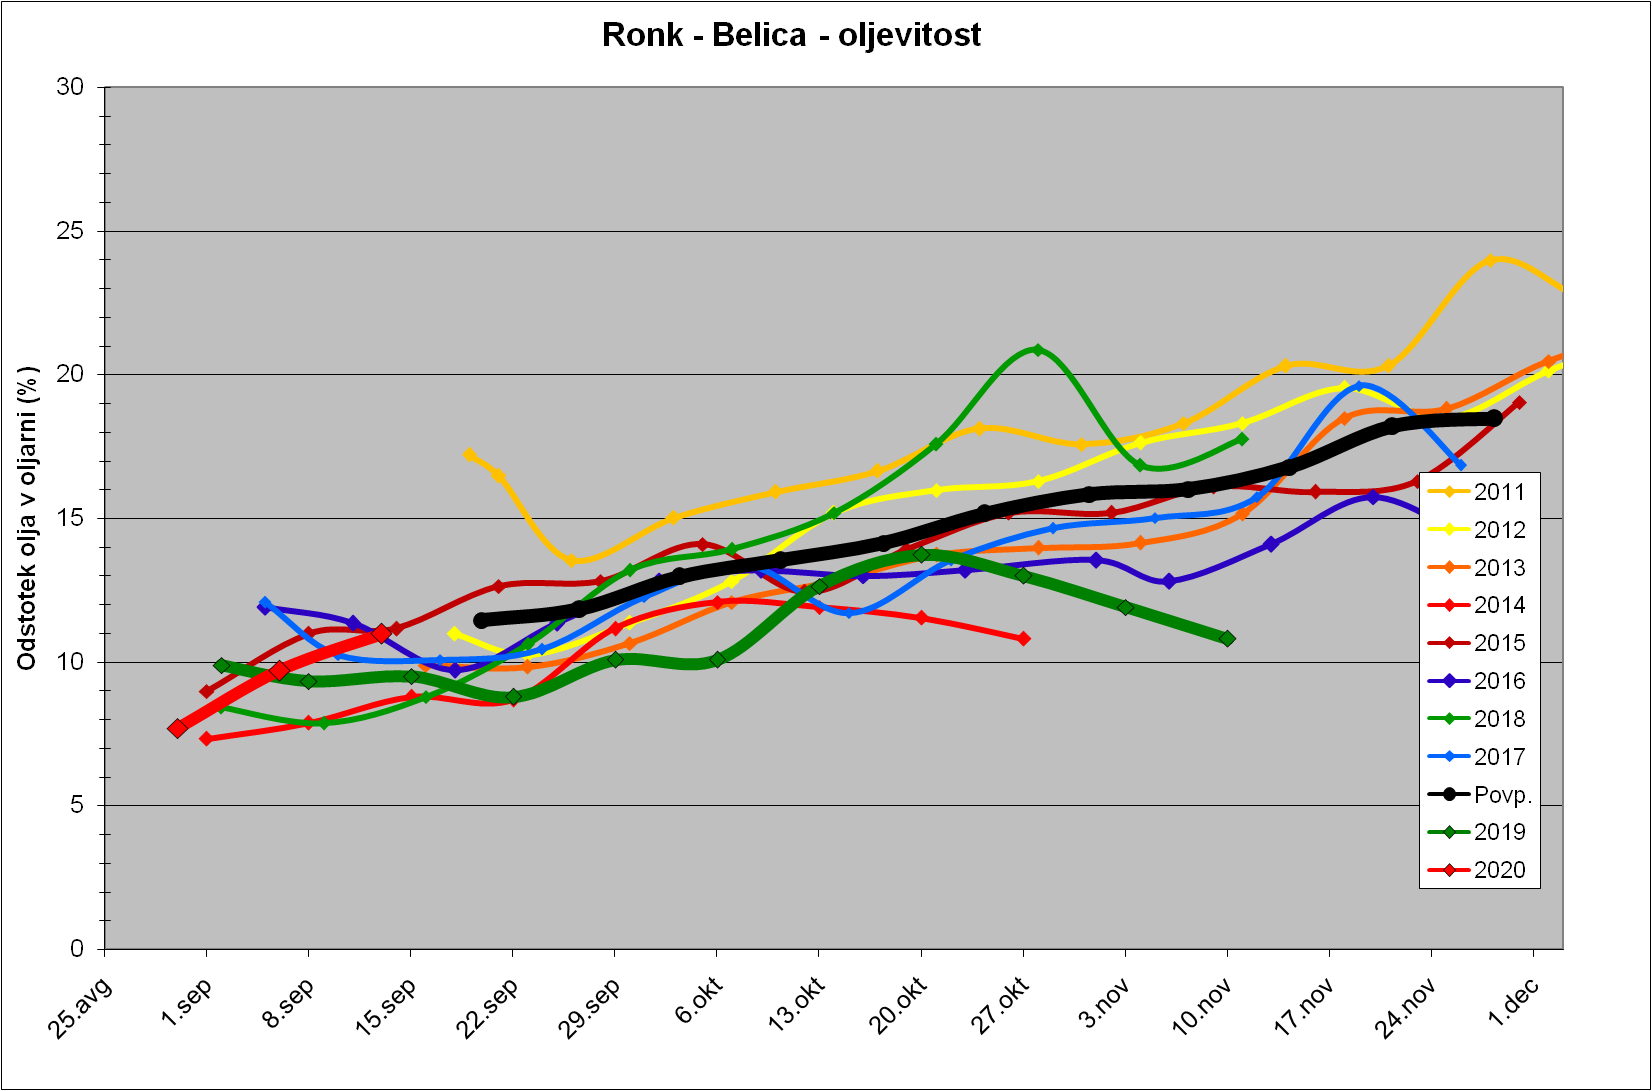 Ronk - Belica - oljevitost
Odstotek olja v oljarni (%)
30
25
20
15
10
5
0
25.avg
1.sep
8.sep
15.sep
22.sep
29.sep
6.okt
13.okt
20.okt
27.okt
3.nov
10.nov
17.nov
24.nov
1.dec
2011
2012
2013
2014
2015
2016
2018
2017
Povp.
2019
2020